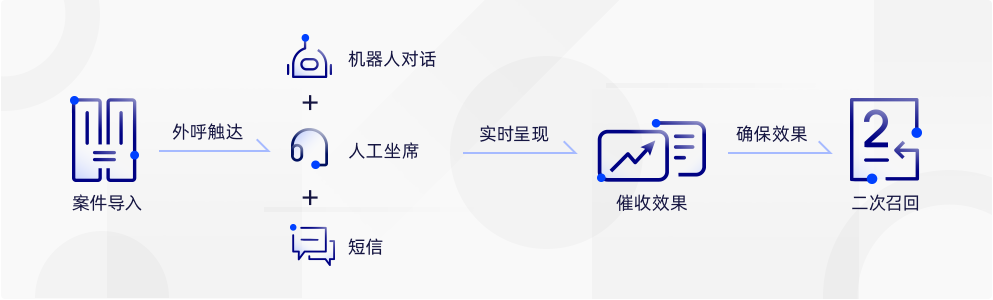 案件导入
外呼触达
机器人对话
+
人工坐席
+
短信
实时呈现
催收效果
确保效果
2
二次召回